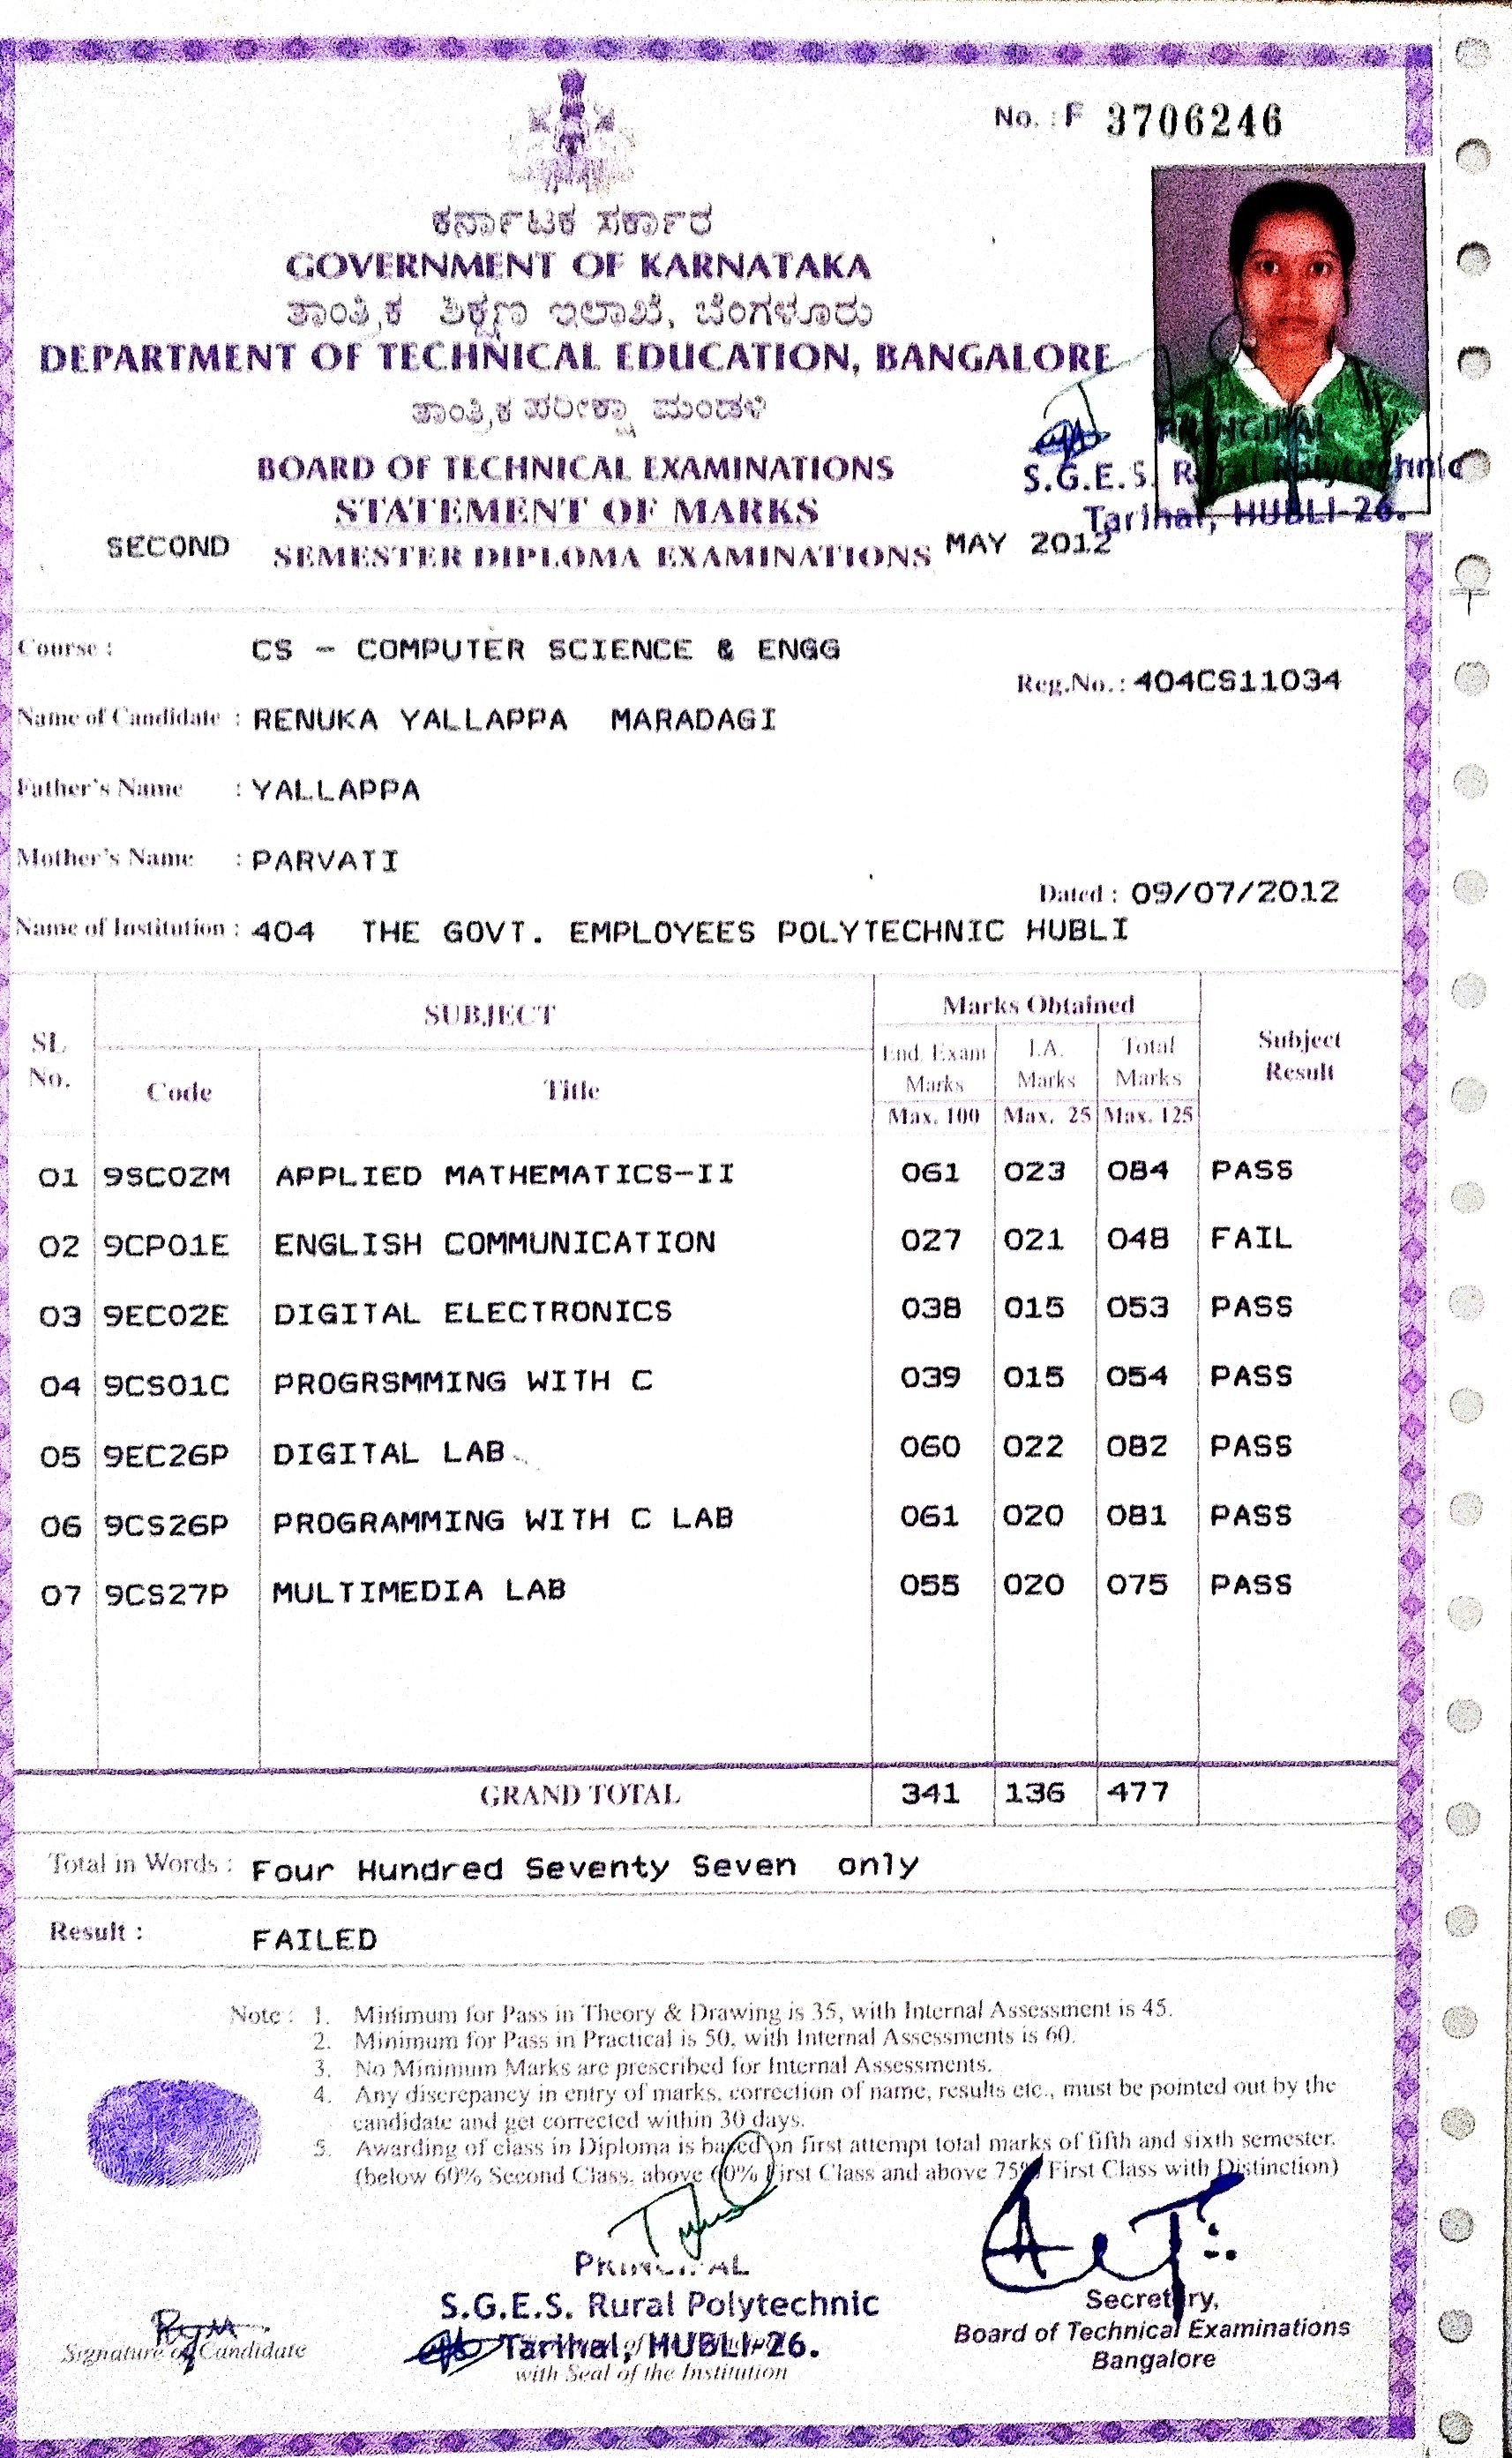 No. : F 3706246
ಕರ್ನಾಟಕ ಸರ್ಕಾರ
GOVERNMENT OF KARNATAKA
ತಾಂತ್ರಿಕ ಶಿಕ್ಷಣ ಇಲಾಖೆ, ಬೆಂಗಳೂರು
DEPARTMENT OF TECHNICAL EDUCATION, BANGALORE
ತಾಂತ್ರಿಕ ಪರೀಕ್ಷಾ ಮಂಡಳಿ
BOARD OF TECHNICAL EXAMINATIONS
PRINCIPAL
S.G.E.S. Rural Polytechnic
Tarihal, HUBLI-26.
STATEMENT OF MARKS
SECOND SEMESTER DIPLOMA EXAMINATIONS MAY 2012
Course : CS - COMPUTER SCIENCE & ENGG
Reg.No.: 404CS11034
Name of Candidate : RENUKA YALLAPPA MARADAGI
Father's Name : YALLAPPA
Mother's Name : PARVATI
Dated : 09/07/2012
Name of Institution : 404 THE GOVT. EMPLOYEES POLYTECHNIC HUBLI
SL No. SUBJECT Marks Obtained Subject Result
Code Title End. Exam Marks I.A. Marks Total Marks
Max. 100 Max. 25 Max. 125
01 9SC02M APPLIED MATHEMATICS-II 061 023 084 PASS
02 9CP01E ENGLISH COMMUNICATION 027 021 048 FAIL
03 9EC02E DIGITAL ELECTRONICS 038 015 053 PASS
04 9CS01C PROGRSMMING WITH C 039 015 054 PASS
05 9EC26P DIGITAL LAB 060 022 082 PASS
06 9CS26P PROGRAMMING WITH C LAB 061 020 081 PASS
07 9CS27P MULTIMEDIA LAB 055 020 075 PASS
GRAND TOTAL 341 136 477
Total in Words : Four Hundred Seventy Seven only
Result : FAILED
Note : 1. Minimum for Pass in Theory & Drawing is 35, with Internal Assessment is 45.
2. Minimum for Pass in Practical is 50, with Internal Assessments is 60.
3. No Minimum Marks are prescribed for Internal Assessments.
4. Any discrepancy in entry of marks, correction of name, results etc., must be pointed out by the
candidate and get corrected within 30 days.
5. Awarding of class in Diploma is based on first attempt total marks of fifth and sixth semester.
(below 60% Second Class, above 60% First Class and above 75% First Class with Distinction)
PRINCIPAL
S.G.E.S. Rural Polytechnic
Tarihal, HUBLI-26.
with Seal of the Institution
Signature of Candidate
Secretary,
Board of Technical Examinations
Bangalore